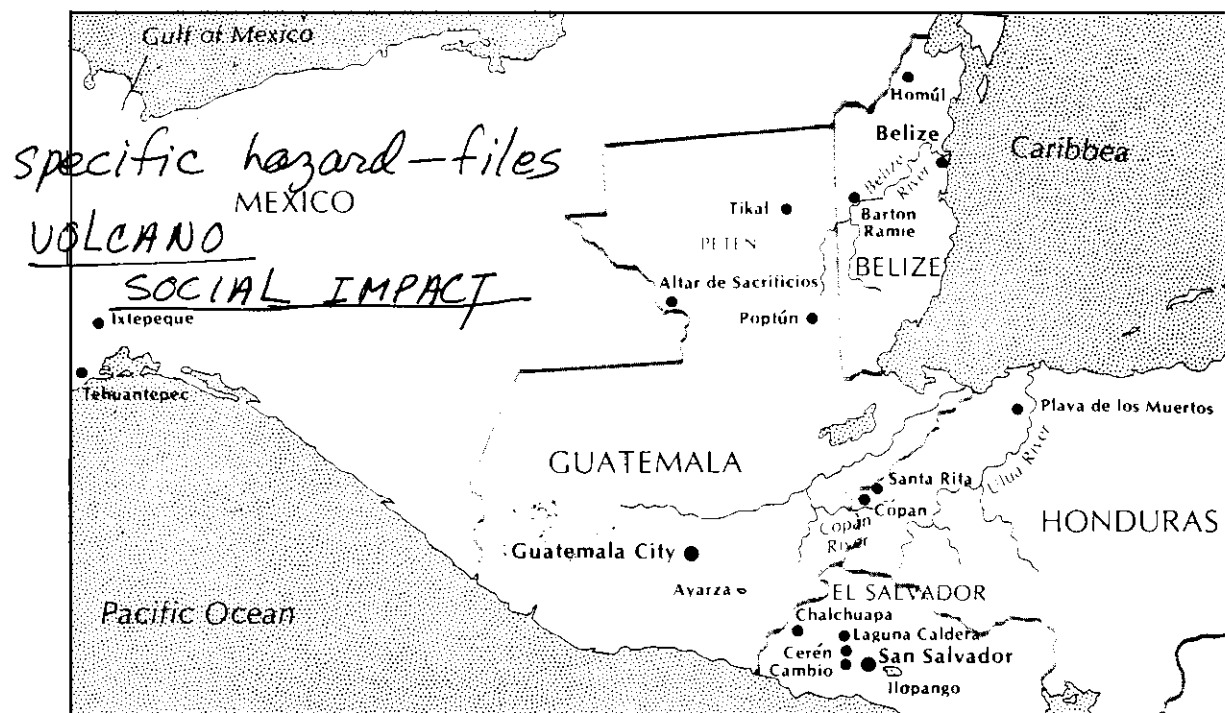 Gulf of Mexico
Homúl
Belize
Caribbea
specific hazard-files
Belize
River
MEXICO
Tikal
Barton
Ramie
VOLCANO
PETEN
BELIZE
SOCIAL IMPACT
Altar de Sacrificios
Ixtepeque
Poptún
Tehuantepec
Playa de los Muertos
GUATEMALA
Ulua River
Santa Rita
Copan
Copan
River
HONDURAS
Guatemala City
Ayarza
EL SALVADOR
Pacific Ocean
Chalchuapa
Laguna Caldera
Cerén
San Salvador
Cambio
Ilopango